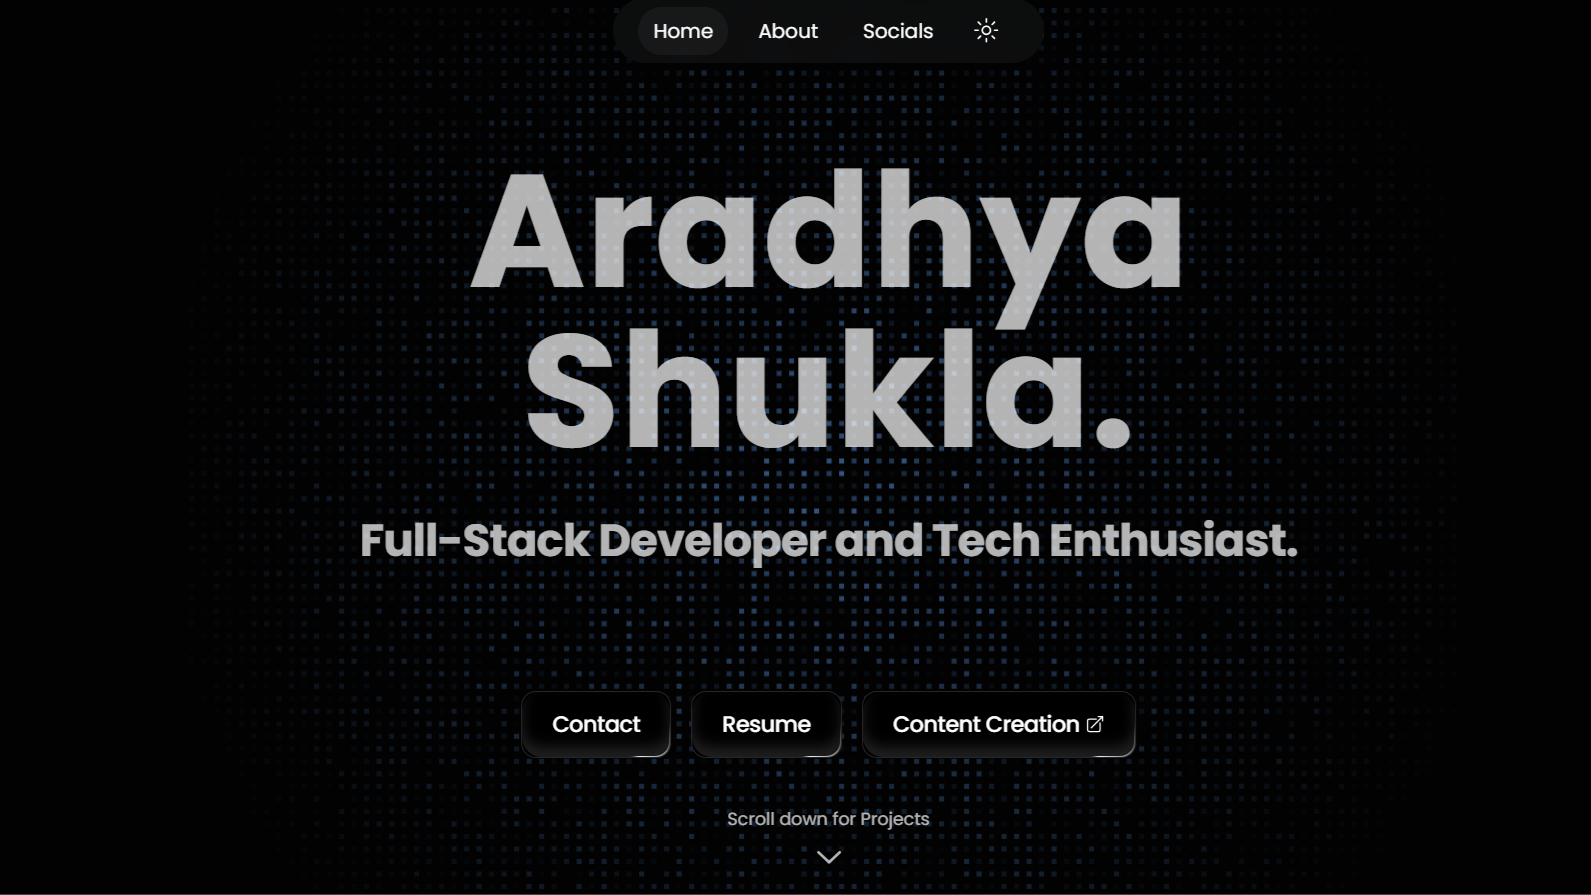 Home About Socials
Aradhya
Shukla.
Full-Stack Developer and Tech Enthusiast.
Contact Resume Content Creation
Scroll down for Projects